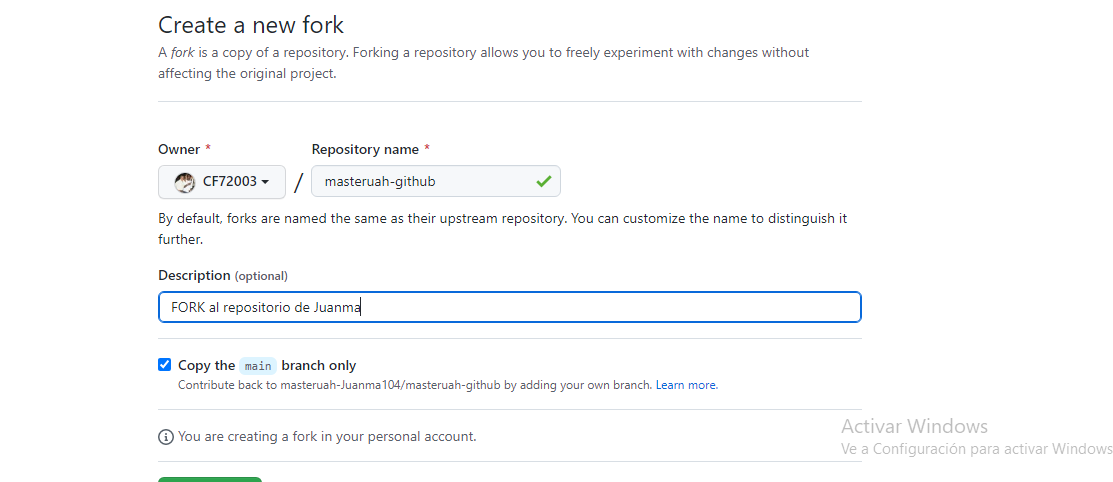 Create a new fork
A fork is a copy of a repository. Forking a repository allows you to freely experiment with changes without
affecting the original project.
Owner * Repository name *
CF72003 / masteruah-github
By default, forks are named the same as their upstream repository. You can customize the name to distinguish it
further.
Description (optional)
FORK al repositorio de Juanma
Copy the main branch only
Contribute back to masteruah-Juanma104/masteruah-github by adding your own branch. Learn more.
You are creating a fork in your personal account.
Activar Windows
Ve a Configuración para activar Windows